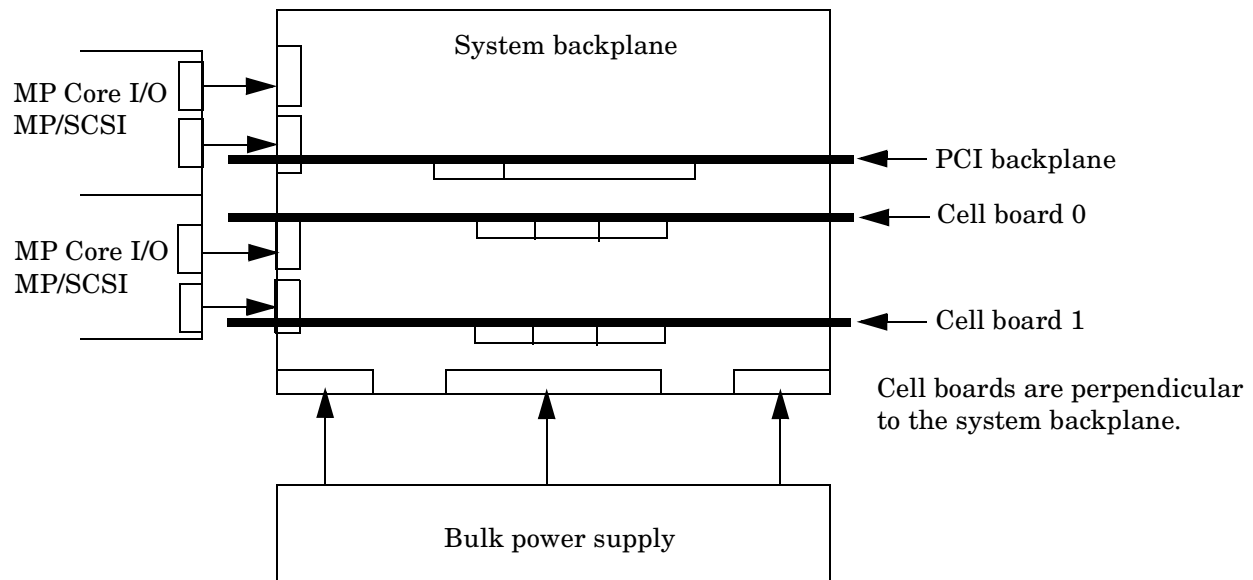 System backplane
MP Core I/O
MP/SCSI
PCI backplane
Cell board 0
MP Core I/O
MP/SCSI
Cell board 1
Cell boards are perpendicular
to the system backplane.
Bulk power supply